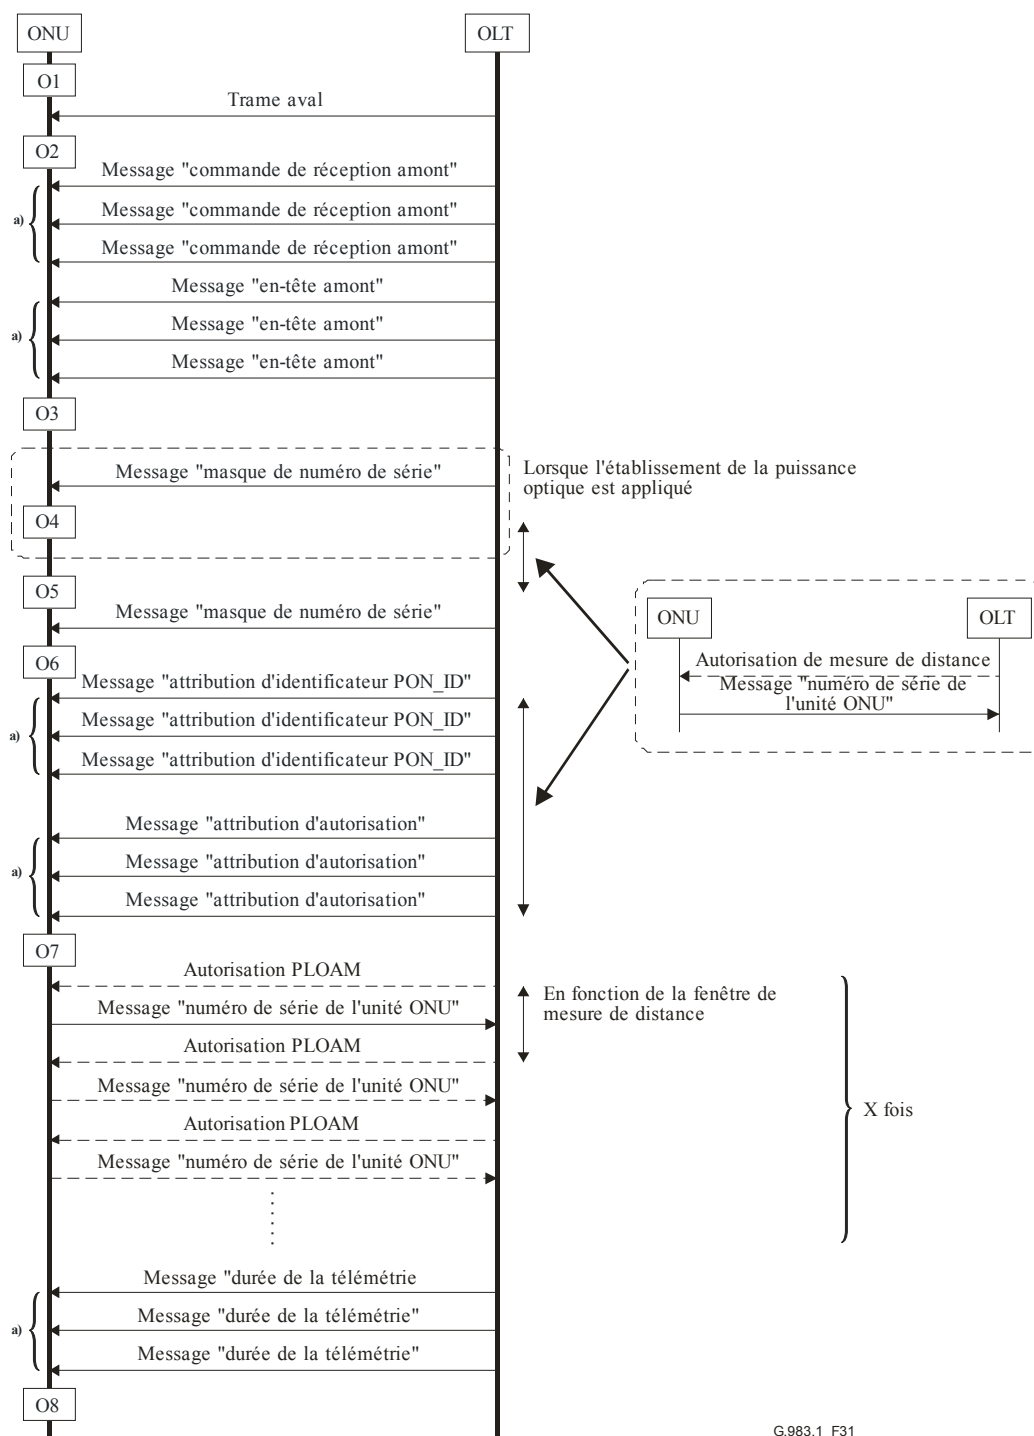 ONU
OLT
O1
Trame aval
O2
Message "commande de réception amont"
a)
Message "commande de réception amont"
Message "commande de réception amont"
Message "en-tête amont"
a)
Message "en-tête amont"
Message "en-tête amont"
O3
Message "masque de numéro de série"
Lorsque l'établissement de la puissance
optique est appliqué
O4
O5
Message "masque de numéro de série"
ONU
OLT
Autorisation de mesure de distance
Message "numéro de série de
l'unité ONU"
O6
Message "attribution d'identificateur PON_ID"
a)
Message "attribution d'identificateur PON_ID"
Message "attribution d'identificateur PON_ID"
Message "attribution d'autorisation"
a)
Message "attribution d'autorisation"
Message "attribution d'autorisation"
O7
Autorisation PLOAM
En fonction de la fenêtre de
mesure de distance
Message "numéro de série de l'unité ONU"
Autorisation PLOAM
Message "numéro de série de l'unité ONU"
X fois
Autorisation PLOAM
Message "numéro de série de l'unité ONU"
Message "durée de la télémétrie
a)
Message "durée de la télémétrie"
Message "durée de la télémétrie"
O8
G.983.1_F31